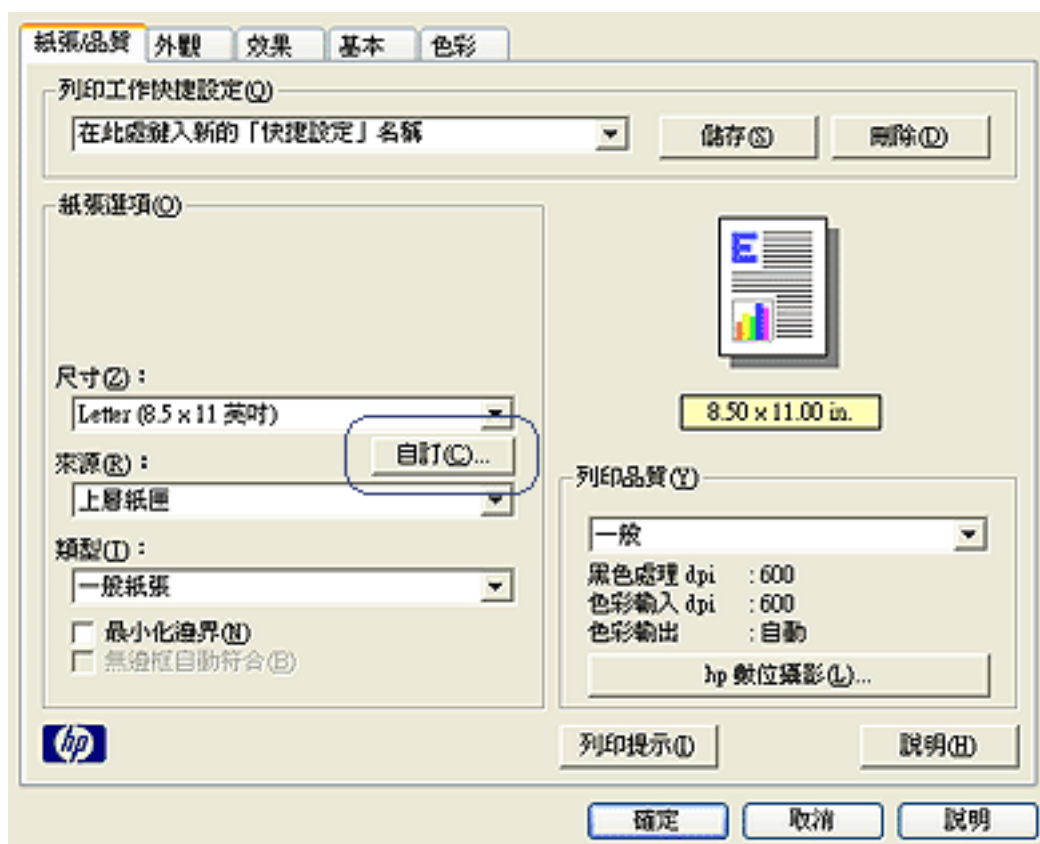 紙張/品質 外觀 效果 基本 色彩
列印工作快捷設定(Q)
在此處鍵入新的「快捷設定」名稱 儲存(S) 刪除(D)
紙張選項(O)
E
尺寸(Z)：
Letter (8.5 x 11 英吋)
8.50 x 11.00 in.
自訂(C)...
來源(R)：
上層紙匣
列印品質(Y)
一般
類型(T)：
一般紙張
黑色處理 dpi : 600
色彩輸入 dpi : 600
色彩輸出 : 自動
最小化邊界(N)
無邊框自動符合(B)
hp 數位攝影(L)...
hp
列印提示(I) 說明(H)
確定 取消 說明